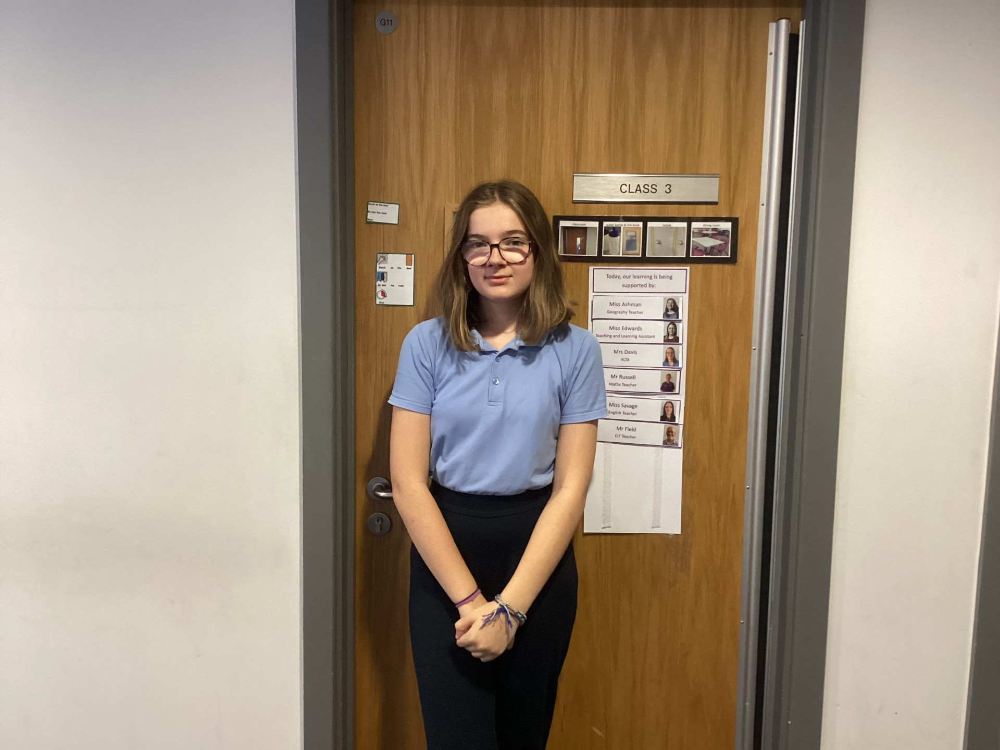 G11
CLASS 3
Knock on the door
Go into the room
Wait
classroom
water bottle & link book
locker
dining room
Knock on the door
Go into the room
Wait
Today, our learning is being
supported by:
Miss Ashman
Geography Teacher
Miss Edwards
Teaching and Learning Assistant
Mrs Davis
HLTA
Mr Russell
Maths Teacher
Miss Savage
English Teacher
Mr Field
D.T Teacher